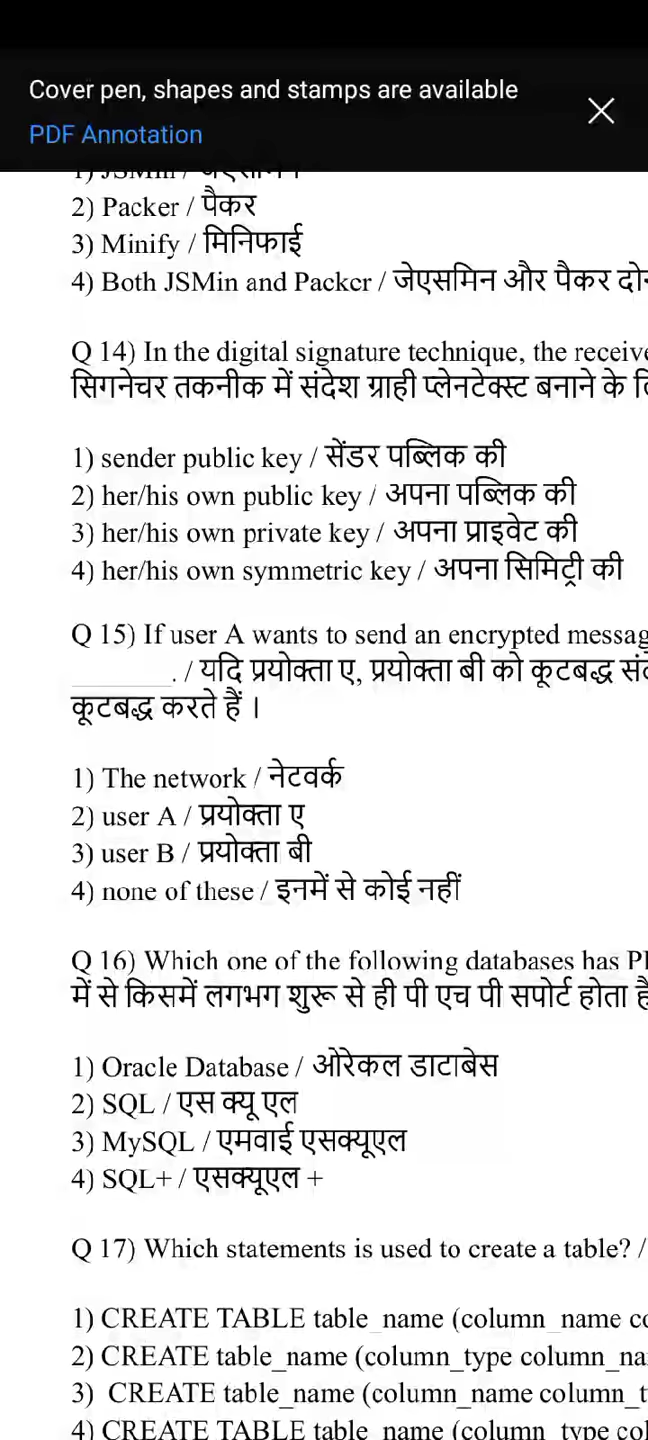 Cover pen, shapes and stamps are available
PDF Annotation
2) Packer / पैकर
3) Minify / मिनिफाई
4) Both JSMin and Packer / जेएसमिन और पैकर
Q 14) In the digital signature technique, the
सिगनेचर तकनीक में संदेश ग्राही प्लेनटेक्स्ट बनाने के
1) sender public key / सेंडर पब्लिक की
2) her/his own public key / अपना पब्लिक की
3) her/his own private key / अपना प्राइवेट की
4) her/his own symmetric key / अपना सिमिट्री की
Q 15) If user A wants to send an encrypted
________. / यदि प्रयोक्ता ए, प्रयोक्ता बी को कूटबद्ध
कूटबद्ध करते हैं ।
1) The network / नेटवर्क
2) user A / प्रयोक्ता ए
3) user B / प्रयोक्ता बी
4) none of these / इनमें से कोई नहीं
Q 16) Which one of the following databases has
में से किसमें लगभग शुरू से ही पी एच पी सपोर्ट होता
1) Oracle Database / ओरेकल डाटाबेस
2) SQL / एस क्यू एल
3) MySQL / एमवाई एसक्यूएल
4) SQL+ / एसक्यूएल +
Q 17) Which statements is used to create a table? /
1) CREATE TABLE table_name (column_name
2) CREATE table_name (column_type
3) CREATE table_name (column_name
4) CREATE TABLE table_name (column_type